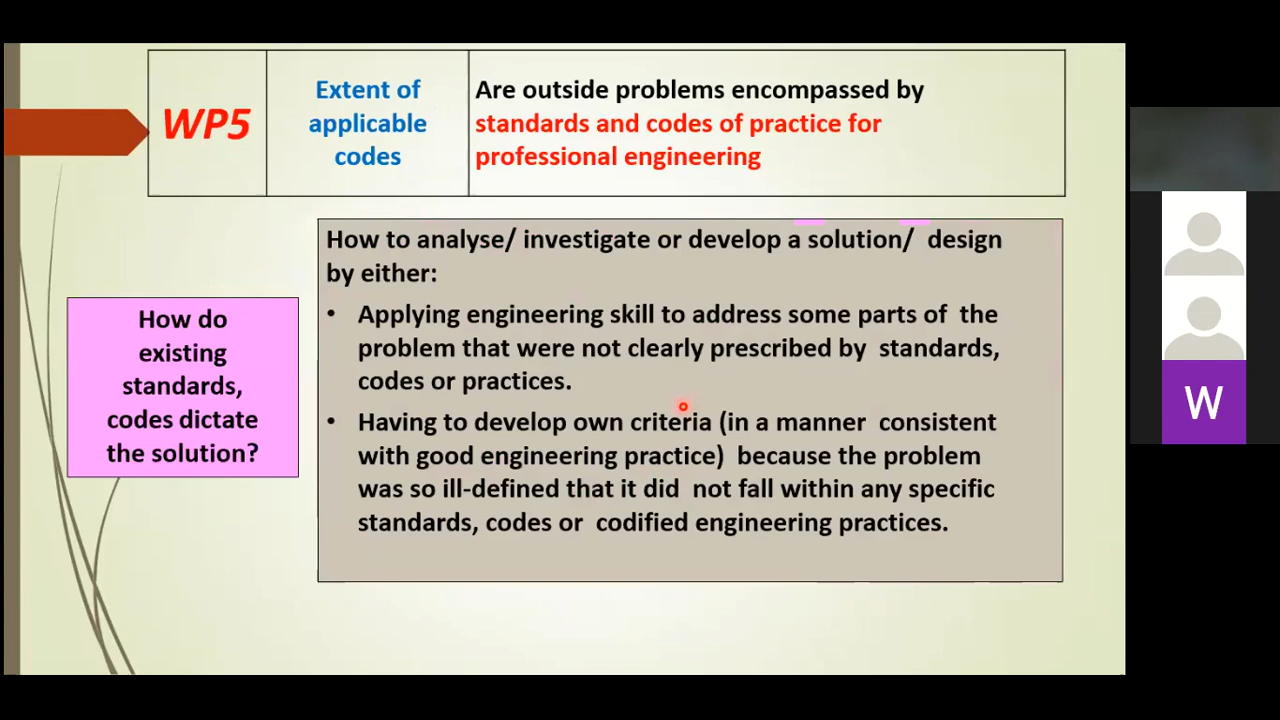 WP5
Extent of
applicable
codes
Are outside problems encompassed by
standards and codes of practice for
professional engineering
How do
existing
standards,
codes dictate
the solution?
How to analyse/ investigate or develop a solution/ design
by either:
• Applying engineering skill to address some parts of the
problem that were not clearly prescribed by standards,
codes or practices.
• Having to develop own criteria (in a manner consistent
with good engineering practice) because the problem
was so ill-defined that it did not fall within any specific
standards, codes or codified engineering practices.
W